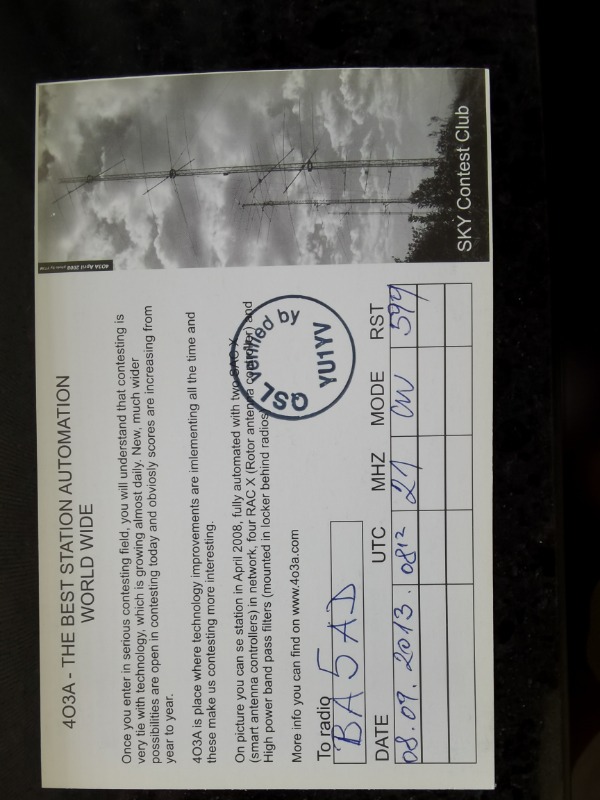 4O3A - THE BEST STATION AUTOMATION
WORLD WIDE
Once you enter in serious contesting field, you will understand that contesting is
very tie with technology, which is growing almost daily. New, much wider
possibilities are open in contesting today and obviosly scores are increasing from
year to year.
4O3A is place where technology improvements are imlementing all the time and
these make us contesting more interesting.
On picture you can se station in April 2008, fully automated with two SAC X
(smart antenna controllers) in network, four RAC X (Rotor antenna controller) and
High power band pass filters (mounted in locker behind radios
More info you can find on www.4o3a.com
QSL verified by
YU1YV
To radio
BA5AD
DATE UTC MHZ MODE RST
08.09.2013. 0812 21 CW 599
4O3A April 2008
SKY Contest Club